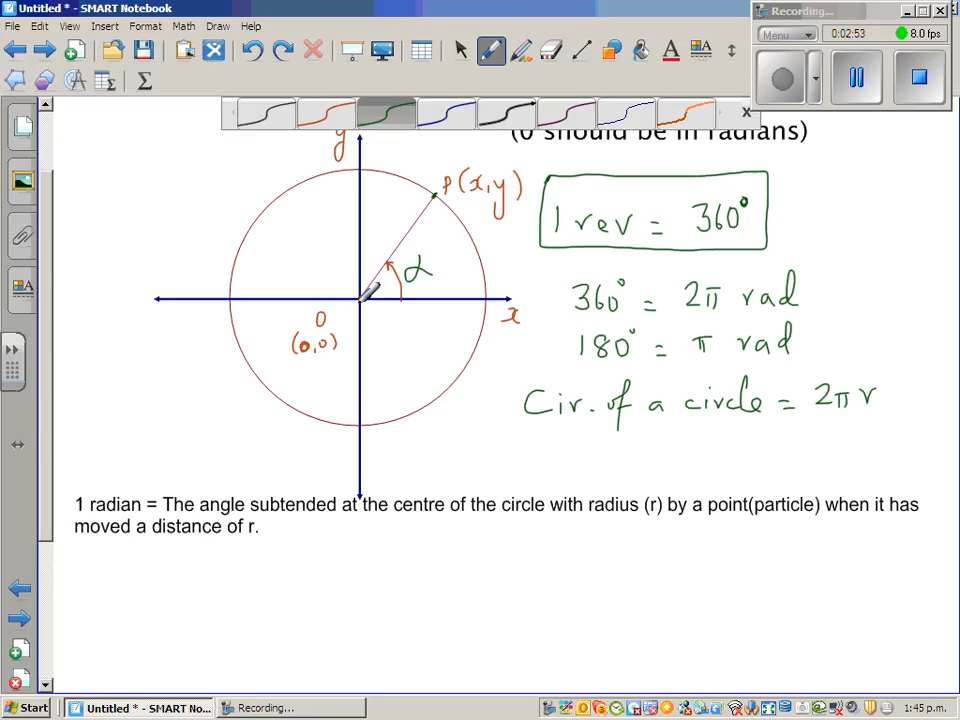 Untitled * - SMART Notebook
File Edit View Insert Format Math Draw Help
Recording...
Menu
0:02:53
8.0 fps
(0 should be in radians)
y
P(x,y)
1 rev = 360°
α
360° = 2π rad
O
x
(0,0)
180° = π rad
Cir. of a circle = 2πr
1 radian = The angle subtended at the centre of the circle with radius (r) by a point(particle) when it has
moved a distance of r.
Start
Untitled * - SMART No...
Recording...
1:45 p.m.